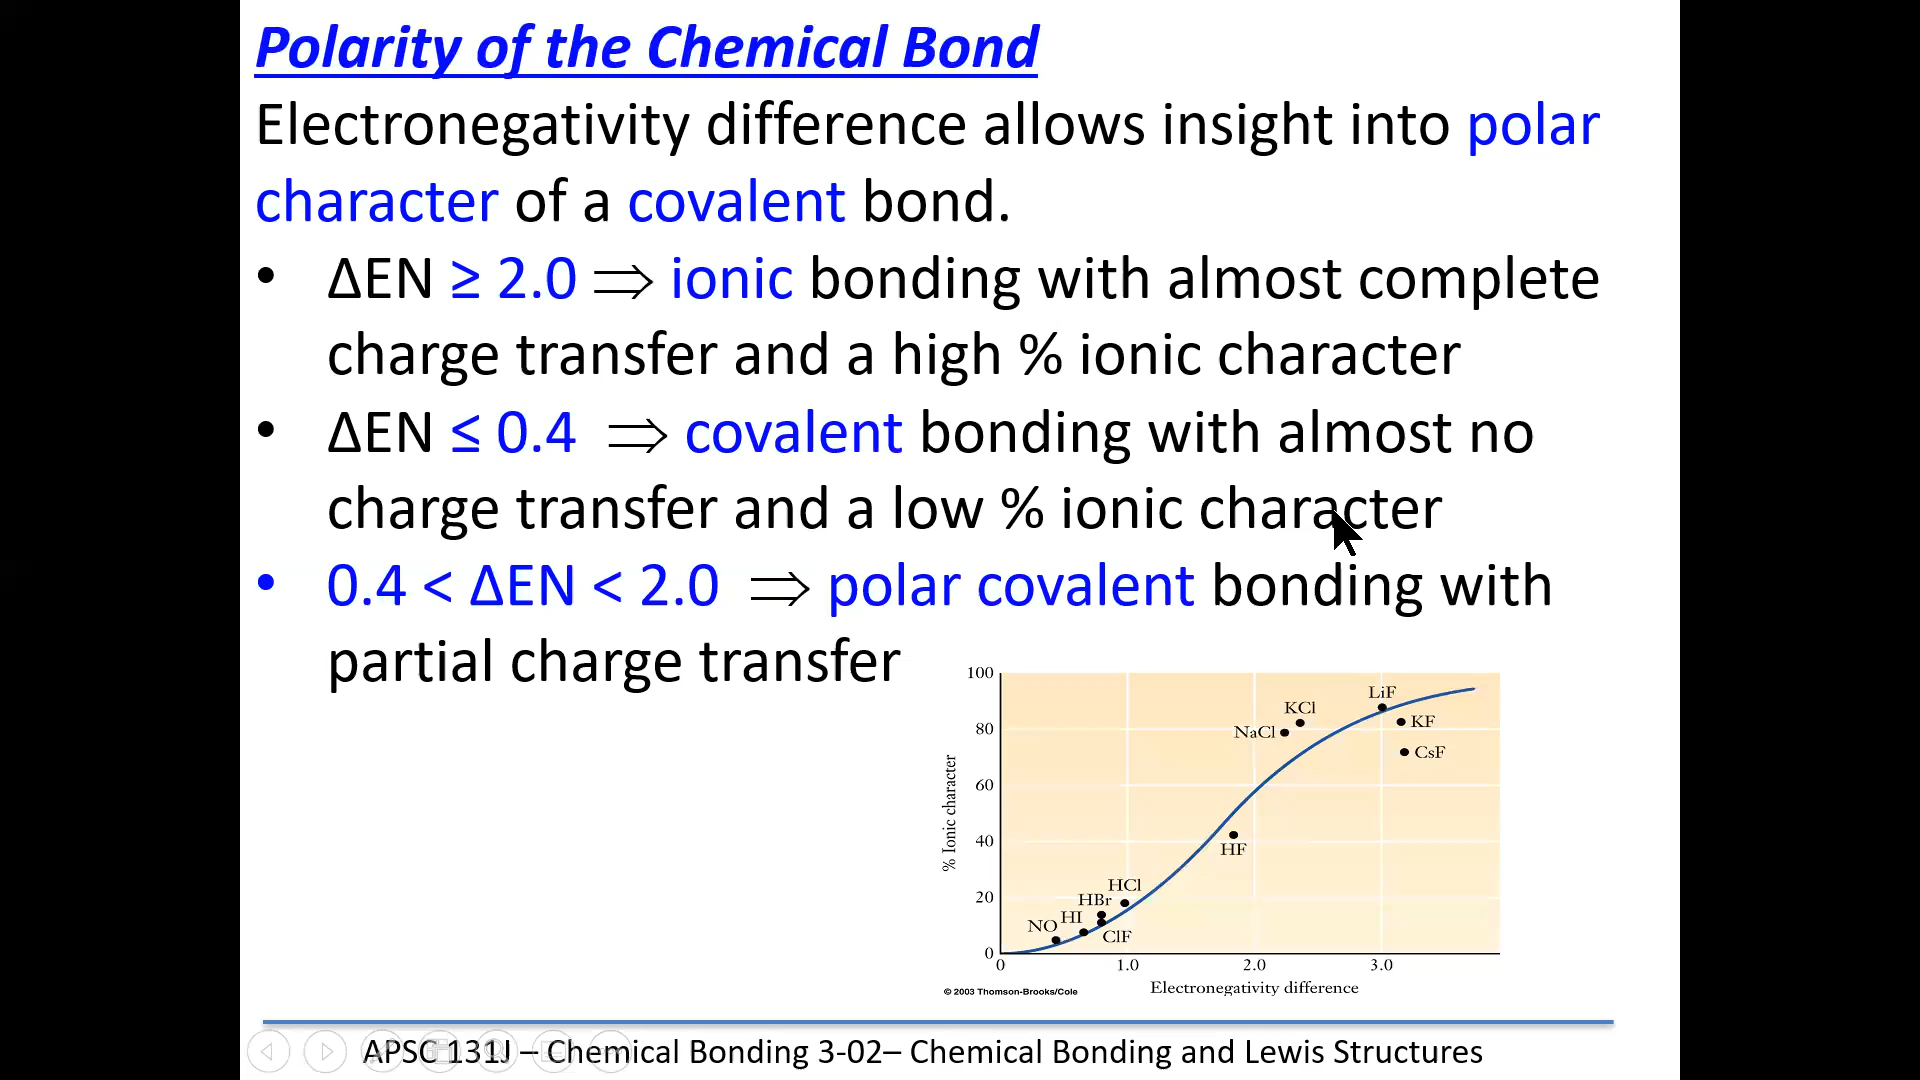 Polarity of the Chemical Bond
Electronegativity difference allows insight into polar
character of a covalent bond.
• ΔEN ≥ 2.0 ⟹ ionic bonding with almost complete
charge transfer and a high % ionic character
• ΔEN ≤ 0.4 ⟹ covalent bonding with almost no
charge transfer and a low % ionic character
• 0.4 < ΔEN < 2.0 ⟹ polar covalent bonding with
partial charge transfer
100
80
60
40
20
0
% Ionic character
LiF
KCl
KF
NaCl
CsF
HF
HCl
HBr
HI
NO
ClF
0 1.0 2.0 3.0
Electronegativity difference
© 2003 Thomson-Brooks/Cole
APSC 131J – Chemical Bonding 3-02– Chemical Bonding and Lewis Structures